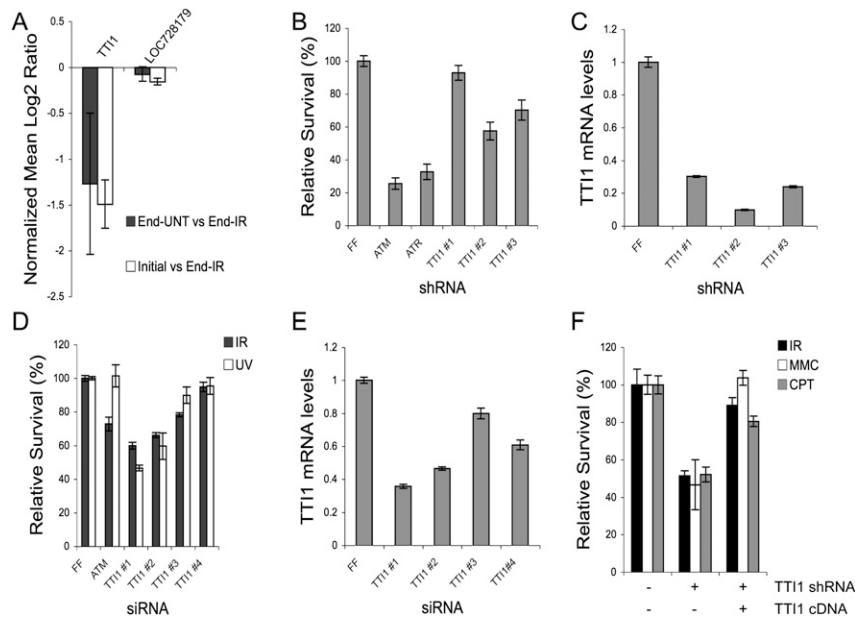 A
TTI1
LOC728179
Normalized Mean Log2 Ratio
0
-0.5
-1
-1.5
-2
-2.5
End-UNT vs End-IR
Initial vs End-IR
B
Relative Survival (%)
120
100
80
60
40
20
0
FF
ATM
ATR
TTI1 #1
TTI1 #2
TTI1 #3
shRNA
C
TTI1 mRNA levels
1.2
1
0.8
0.6
0.4
0.2
0
FF
TTI1 #1
TTI1 #2
TTI1 #3
shRNA
D
IR
UV
Relative Survival (%)
120
100
80
60
40
20
0
FF
ATM
TTI1 #1
TTI1 #2
TTI1 #3
TTI1 #4
siRNA
E
TTI1 mRNA levels
1.2
1
0.8
0.6
0.4
0.2
0
FF
TTI1 #1
TTI1 #2
TTI1 #3
TTI1#4
siRNA
F
IR
MMC
CPT
Relative Survival (%)
120
100
80
60
40
20
0
- + + TTI1 shRNA
- - + TTI1 cDNA